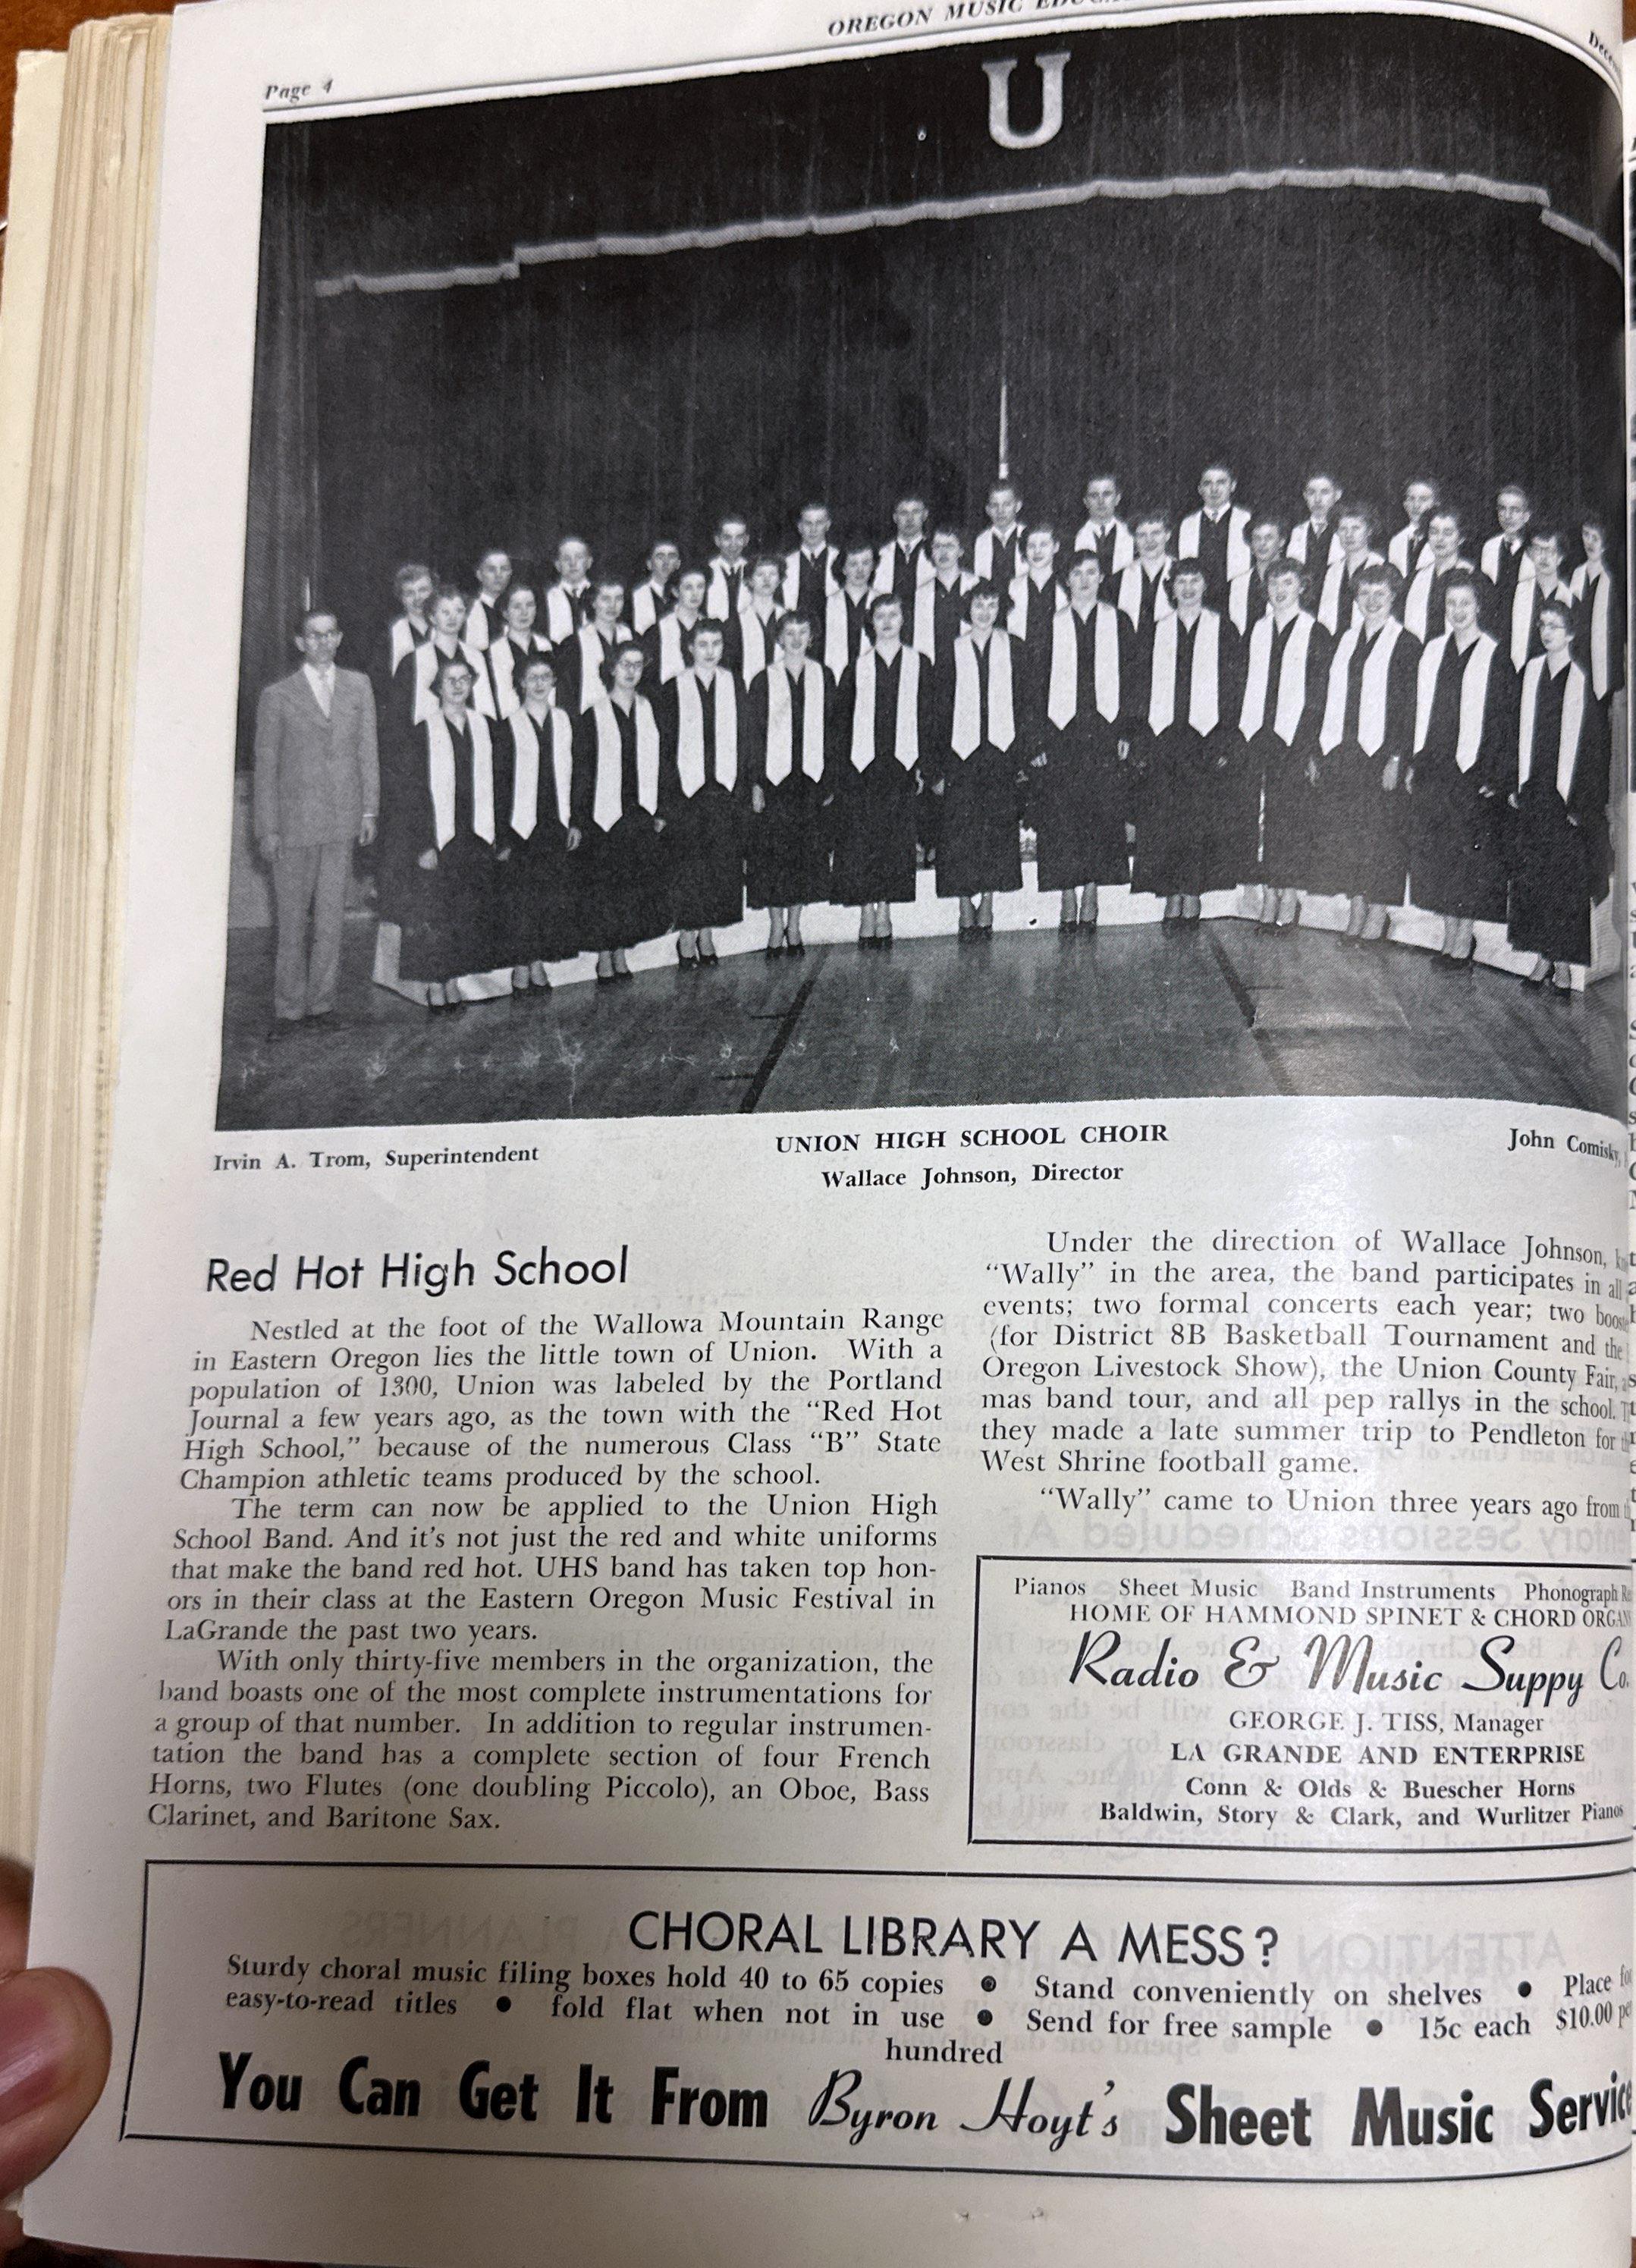 OREGON MUSIC
Page 4
U
Irvin A. Trom, Superintendent
UNION HIGH SCHOOL CHOIR
Wallace Johnson, Director
John Comisky,
Red Hot High School
Nestled at the foot of the Wallowa Mountain Range
in Eastern Oregon lies the little town of Union. With a
population of 1300, Union was labeled by the Portland
Journal a few years ago, as the town with the “Red Hot
High School,” because of the numerous Class “B” State
Champion athletic teams produced by the school.
The term can now be applied to the Union High
School Band. And it's not just the red and white uniforms
that make the band red hot. UHS band has taken top hon-
ors in their class at the Eastern Oregon Music Festival in
LaGrande the past two years.
With only thirty-five members in the organization, the
band boasts one of the most complete instrumentations for
a group of that number. In addition to regular instrumen-
tation the band has a complete section of four French
Horns, two Flutes (one doubling Piccolo), an Oboe, Bass
Clarinet, and Baritone Sax.
Under the direction of Wallace Johnson,
“Wally” in the area, the band participates in all
events; two formal concerts each year; two
(for District 8B Basketball Tournament and the
Oregon Livestock Show), the Union County Fair,
mas band tour, and all pep rallys in the school.
they made a late summer trip to Pendleton for
West Shrine football game.
“Wally” came to Union three years ago from
Pianos Sheet Music Band Instruments Phonograph
HOME OF HAMMOND SPINET & CHORD ORGAN
Radio & Music Suppy Co.
GEORGE J. TISS, Manager
LA GRANDE AND ENTERPRISE
Conn & Olds & Buescher Horns
Baldwin, Story & Clark, and Wurlitzer Pianos
CHORAL LIBRARY A MESS?
Sturdy choral music filing boxes hold 40 to 65 copies ● Stand conveniently on shelves ● Place for
easy-to-read titles ● fold flat when not in use ● Send for free sample ● 15c each $10.00
hundred
You Can Get It From Byron Hoyt's Sheet Music Service